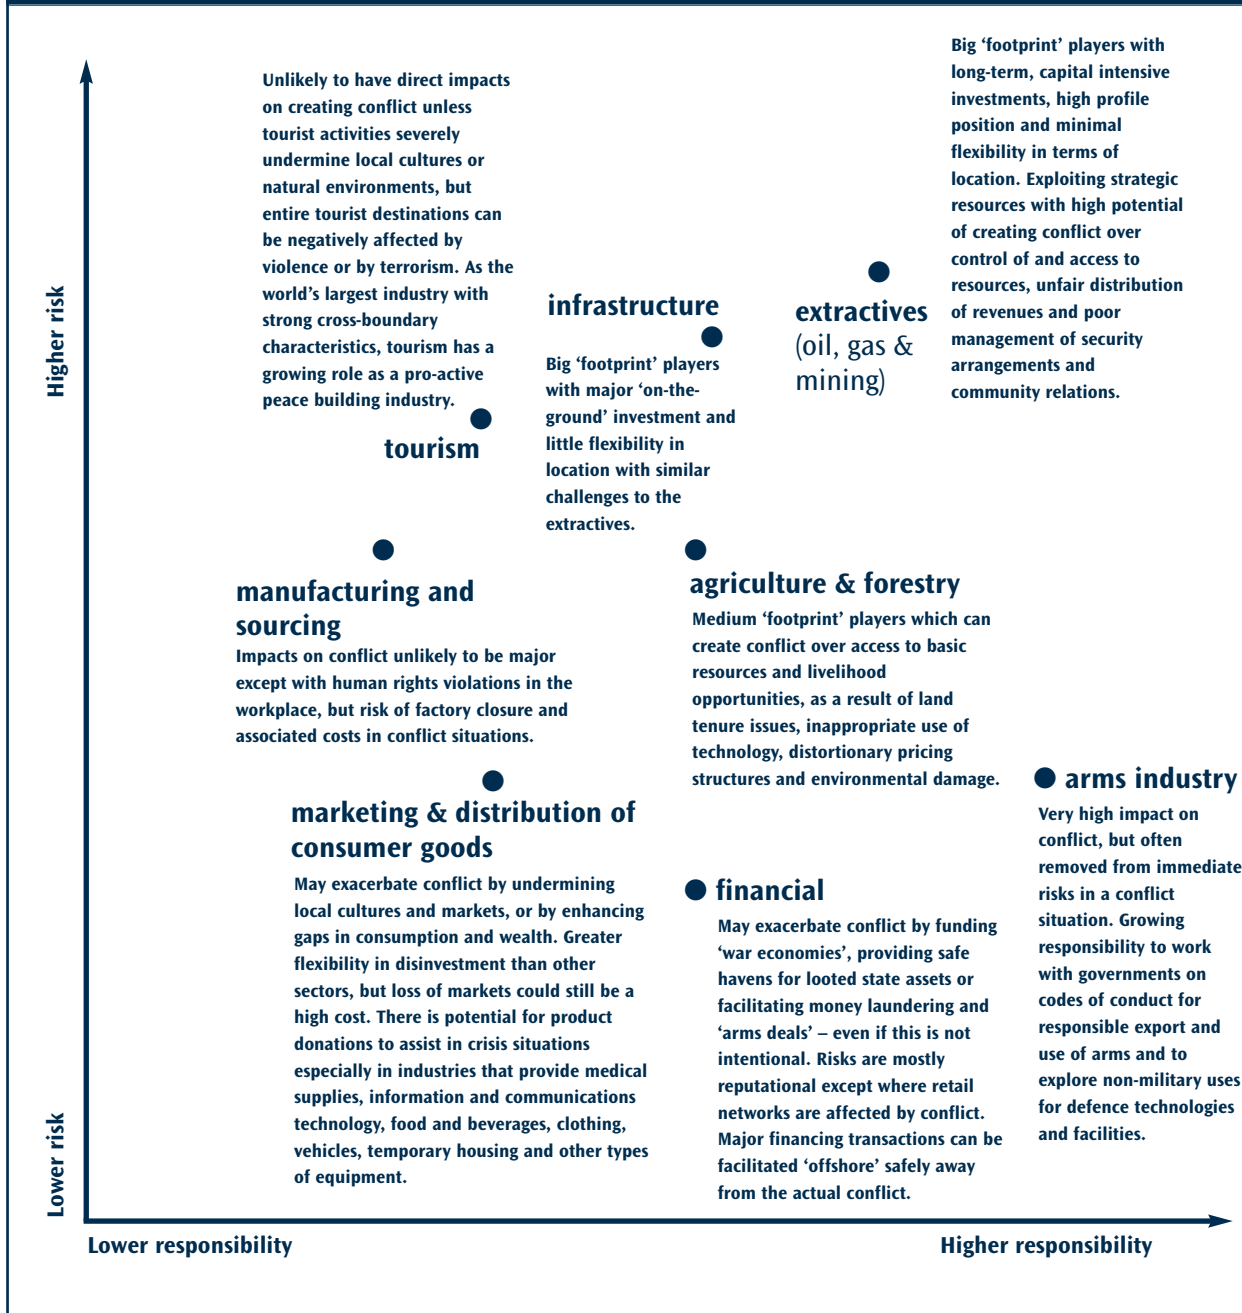 Higher risk
Lower risk
Unlikely to have direct impacts
on creating conflict unless
tourist activities severely
undermine local cultures or
natural environments, but
entire tourist destinations can
be negatively affected by
violence or by terrorism. As the
world’s largest industry with
strong cross-boundary
characteristics, tourism has a
growing role as a pro-active
peace building industry.
tourism
infrastructure
Big ‘footprint’ players
with major ‘on-the-
ground’ investment and
little flexibility in
location with similar
challenges to the
extractives.
extractives
(oil, gas &
mining)
Big ‘footprint’ players with
long-term, capital intensive
investments, high profile
position and minimal
flexibility in terms of
location. Exploiting strategic
resources with high potential
of creating conflict over
control of and access to
resources, unfair distribution
of revenues and poor
management of security
arrangements and
community relations.
manufacturing and
sourcing
Impacts on conflict unlikely to be major
except with human rights violations in the
workplace, but risk of factory closure and
associated costs in conflict situations.
agriculture & forestry
Medium ‘footprint’ players which can
create conflict over access to basic
resources and livelihood
opportunities, as a result of land
tenure issues, inappropriate use of
technology, distortionary pricing
structures and environmental damage.
marketing & distribution of
consumer goods
May exacerbate conflict by undermining
local cultures and markets, or by enhancing
gaps in consumption and wealth. Greater
flexibility in disinvestment than other
sectors, but loss of markets could still be a
high cost. There is potential for product
donations to assist in crisis situations
especially in industries that provide medical
supplies, information and communications
technology, food and beverages, clothing,
vehicles, temporary housing and other types
of equipment.
financial
May exacerbate conflict by funding
‘war economies’, providing safe
havens for looted state assets or
facilitating money laundering and
‘arms deals’ – even if this is not
intentional. Risks are mostly
reputational except where retail
networks are affected by conflict.
Major financing transactions can be
facilitated ‘offshore’ safely away
from the actual conflict.
arms industry
Very high impact on
conflict, but often
removed from immediate
risks in a conflict
situation. Growing
responsibility to work
with governments on
codes of conduct for
responsible export and
use of arms and to
explore non-military uses
for defence technologies
and facilities.
Lower responsibility
Higher responsibility